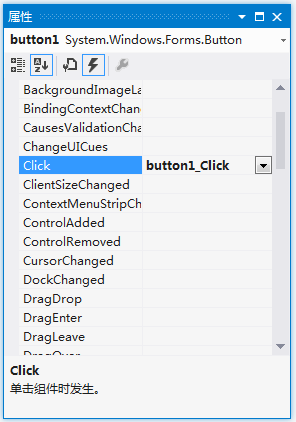 属性
button1 System.Windows.Forms.Button
BackgroundImageLa
BindingContextChan
CausesValidationCha
ChangeUICues
Click button1_Click
ClientSizeChanged
ContextMenuStripCh
ControlAdded
ControlRemoved
CursorChanged
DockChanged
DragDrop
DragEnter
DragLeave
DragOver
Click
单击组件时发生。